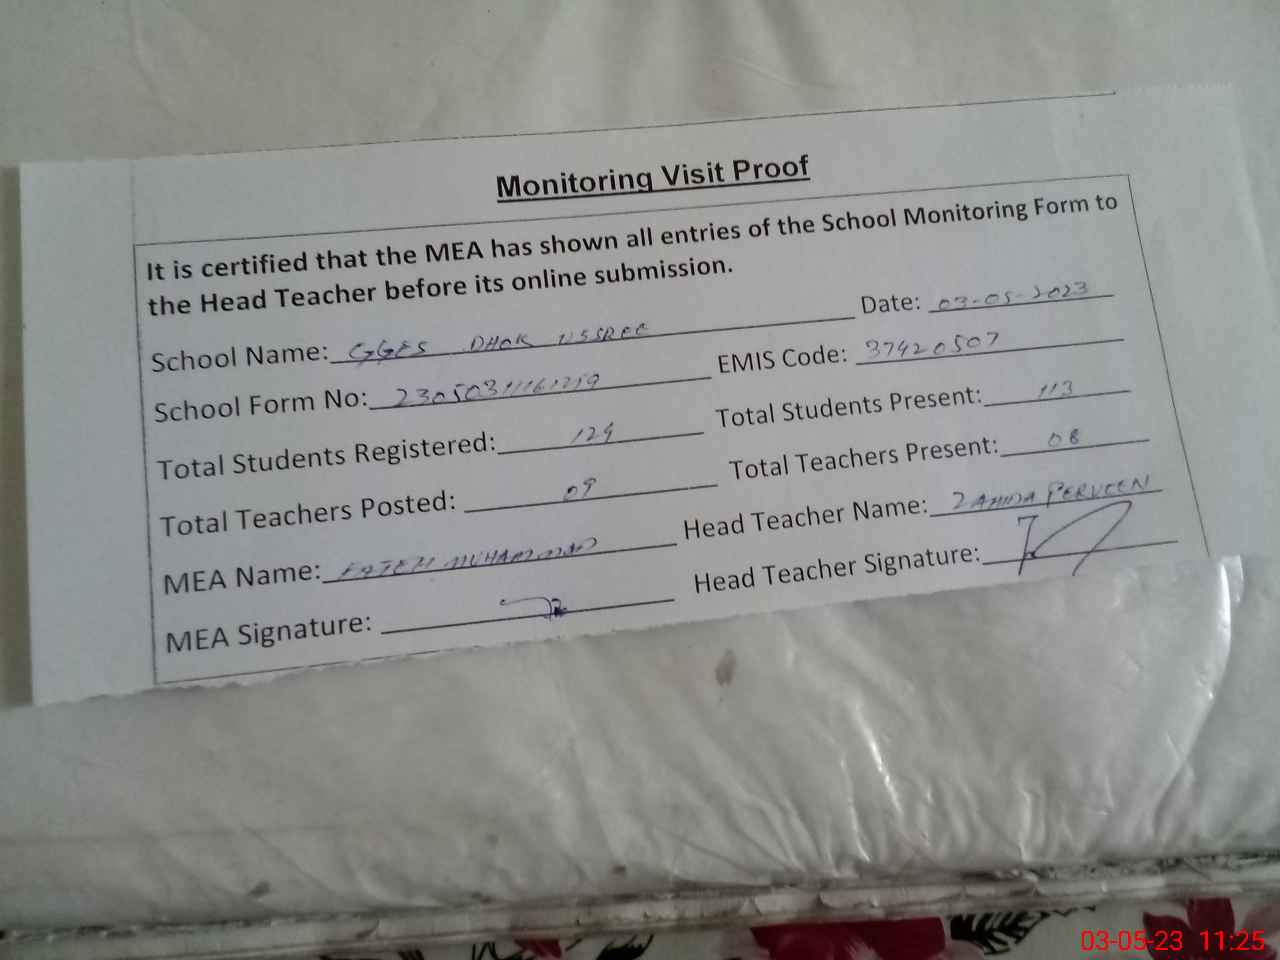 Monitoring Visit Proof
It is certified that the MEA has shown all entries of the School Monitoring Form to
the Head Teacher before its online submission.
School Name: GGES DHOK Date: 03-05-2023
School Form No: EMIS Code: 37420507
Total Students Registered: 129 Total Students Present: 113
Total Teachers Posted: 09 Total Teachers Present: 08
MEA Name: MUHAMMAD Head Teacher Name: ZAHIDA PERVEEN
MEA Signature: Head Teacher Signature:
03-05-23 11:25